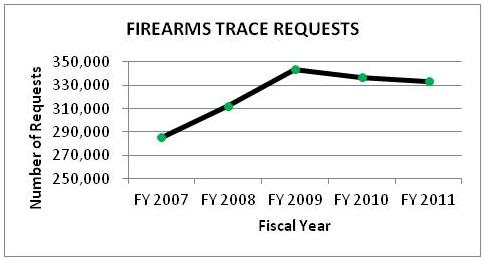 FIREARMS TRACE REQUESTS
Number of Requests
350,000
330,000
310,000
290,000
270,000
250,000
FY 2007 FY 2008 FY 2009 FY 2010 FY 2011
Fiscal Year